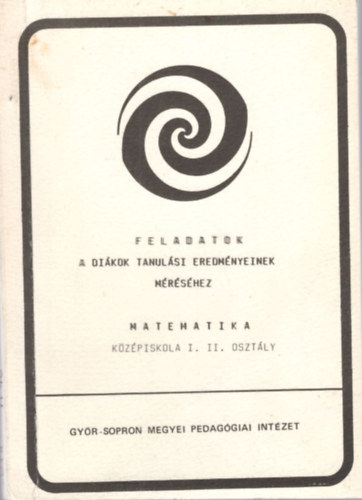 FELADATOK
A DIÁKOK TANULÁSI EREDMÉNYEINEK
MÉRÉSÉHEZ
MATEMATIKA
KÖZÉPISKOLA I. II. OSZTÁLY
GYŐR-SOPRON MEGYEI PEDAGÓGIAI INTÉZET